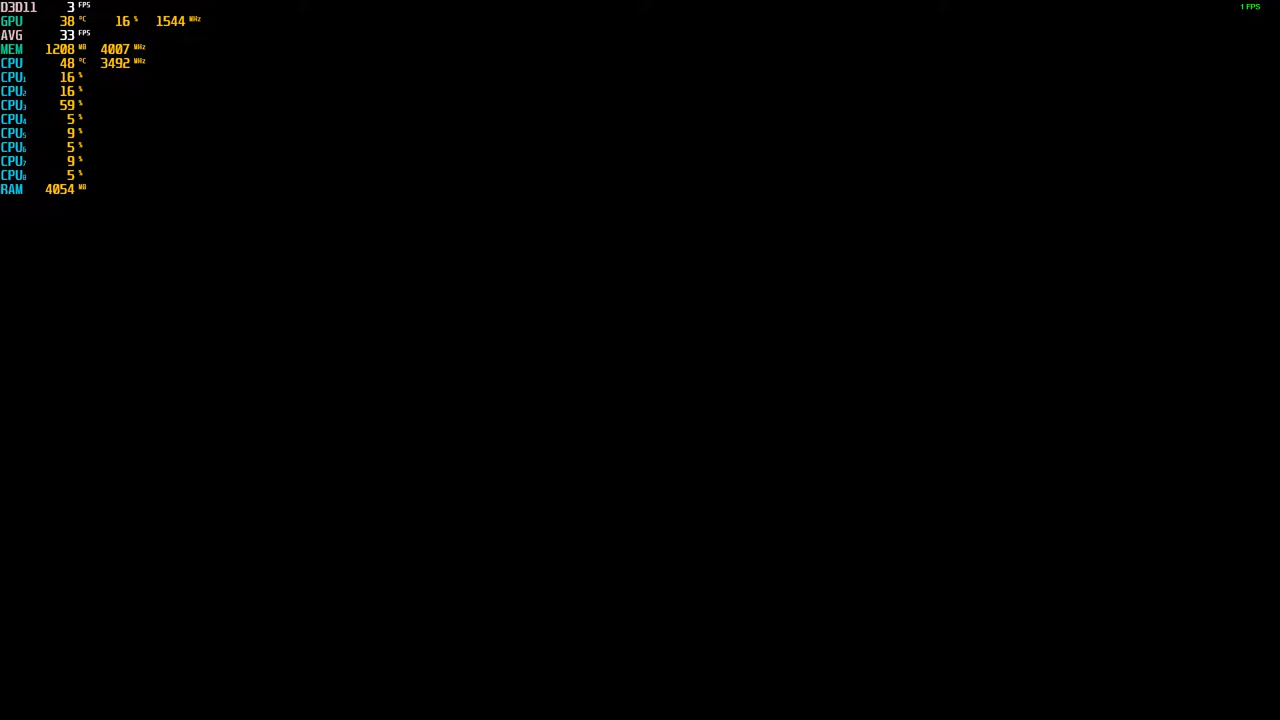 D3D11 3 FPS 1 FPS
GPU 38 °C 16 % 1544 MHz
AVG 33 FPS
MEM 1208 MB 4007 MHz
CPU 48 °C 3492 MHz
CPU1 16 %
CPU2 16 %
CPU3 59 %
CPU4 5 %
CPU5 9 %
CPU6 5 %
CPU7 9 %
CPU8 5 %
RAM 4054 MB